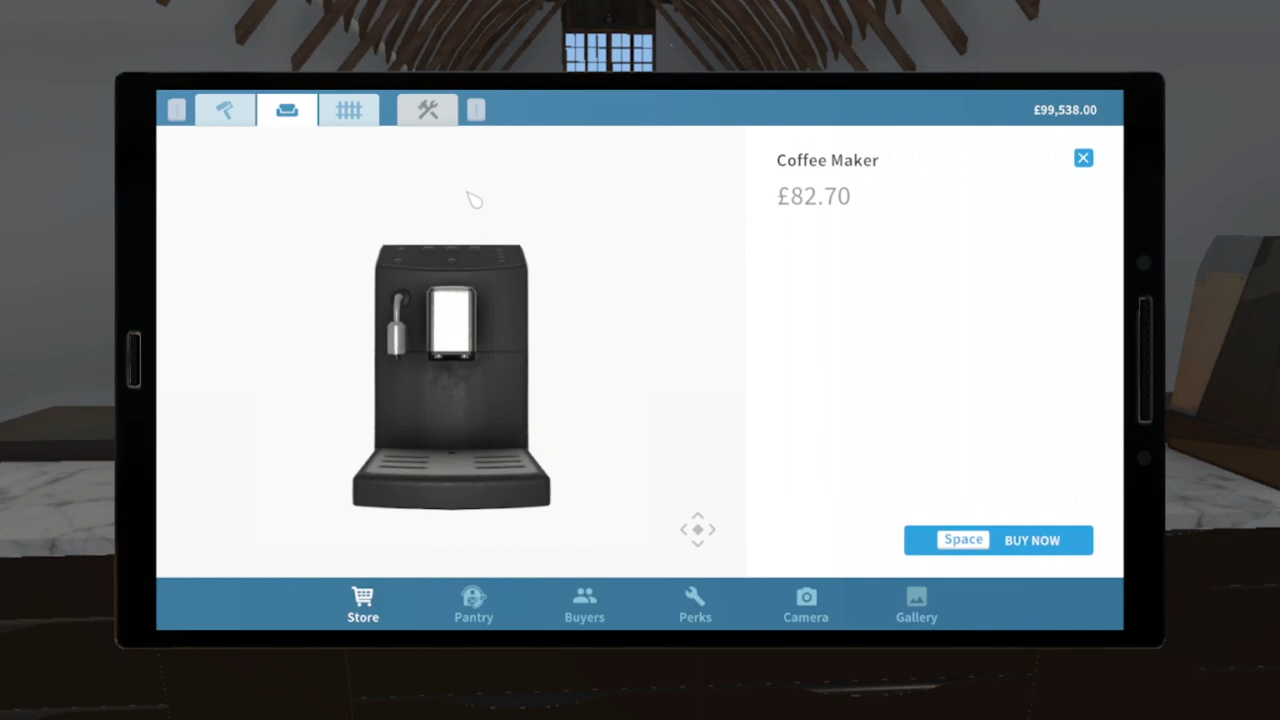 £99,538.00
Coffee Maker
£82.70
Space BUY NOW
Store Pantry Buyers Perks Camera Gallery